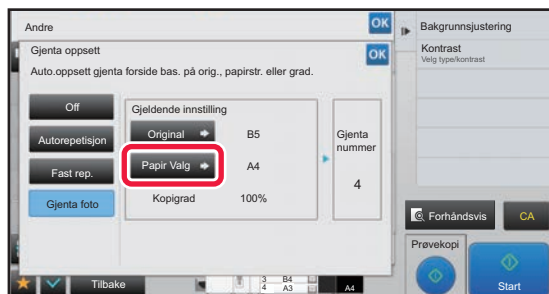 Andre
OK
Gjenta oppsett
OK
Auto.oppsett gjenta forside bas. på orig., papirstr. eller grad.
Off
Autorepetisjon
Fast rep.
Gjenta foto
Gjeldende innstilling
Original
B5
Papir Valg
A4
Kopigrad
100%
Gjenta
nummer
4
Bakgrunnsjustering
Kontrast
Velg type/kontrast
Forhåndsvis
CA
Prøvekopi
Start
Tilbake
3 B4
4 A3
A4